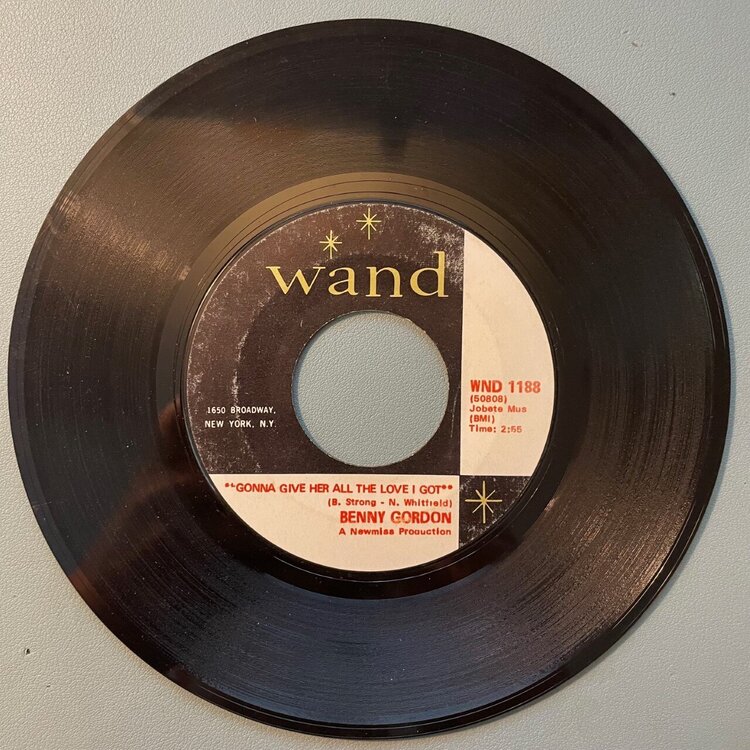 wand
1650 BROADWAY,
NEW YORK, N.Y.
WND 1188
(50808)
Jobete Mus
(BMI)
Time: 2:55
**GONNA GIVE HER ALL THE LOVE I GOT**
(B. Strong - N. Whitfield)
BENNY GORDON
A Newmiss Production